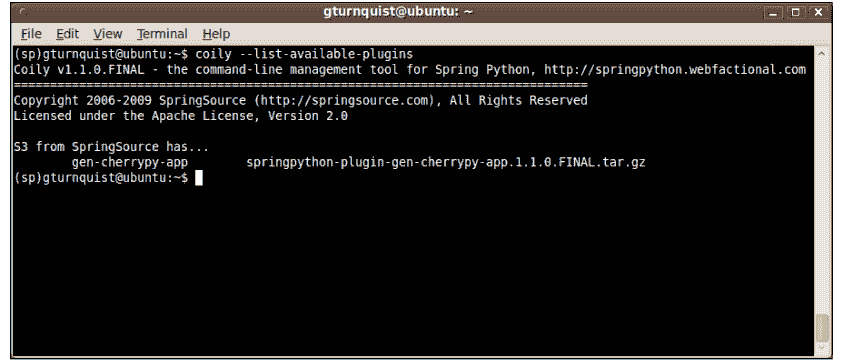 gturnquist@ubuntu: ~
File Edit View Terminal Help
(sp)gturnquist@ubuntu:~$ coily --list-available-plugins
Coily v1.1.0.FINAL - the command-line management tool for Spring Python, http://springpython.webfactional.com
===============================================================================
Copyright 2006-2009 SpringSource (http://springsource.com), All Rights Reserved
Licensed under the Apache License, Version 2.0
S3 from SpringSource has...
gen-cherrypy-app springpython-plugin-gen-cherrypy-app.1.1.0.FINAL.tar.gz
(sp)gturnquist@ubuntu:~$